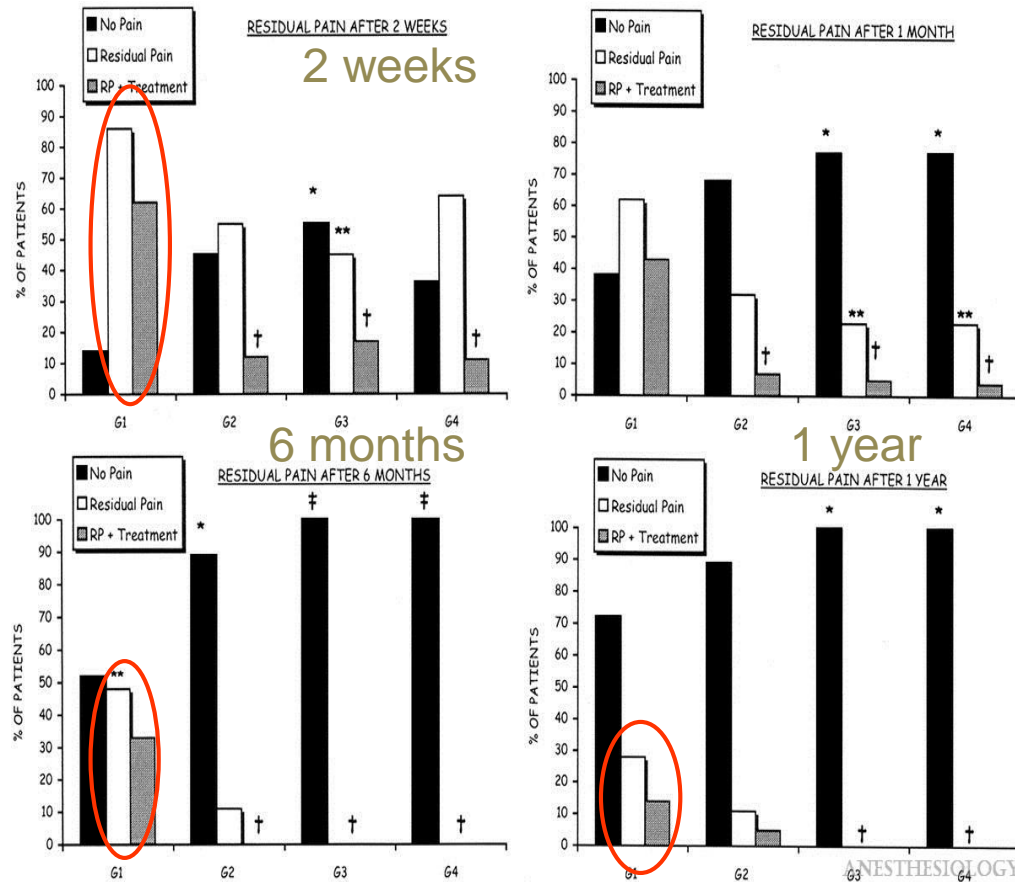 No Pain
Residual Pain
RP + Treatment
RESIDUAL PAIN AFTER 2 WEEKS
2 weeks
% OF PATIENTS
100
90
80
70
60
50
40
30
20
10
0
*
**
†
†
†
G1
G2
G3
G4
No Pain
Residual Pain
RP + Treatment
RESIDUAL PAIN AFTER 1 MONTH
% OF PATIENTS
100
90
80
70
60
50
40
30
20
10
0
*
*
**
**
†
†
†
G1
G2
G3
G4
6 months
No Pain
Residual Pain
RP + Treatment
RESIDUAL PAIN AFTER 6 MONTHS
% OF PATIENTS
100
90
80
70
60
50
40
30
20
10
0
**
*
‡
‡
†
†
†
G1
G2
G3
G4
1 year
No Pain
Residual Pain
RP + Treatment
RESIDUAL PAIN AFTER 1 YEAR
% OF PATIENTS
100
90
80
70
60
50
40
30
20
10
0
*
*
†
†
G1
G2
G3
G4
ANESTHESIOLOGY